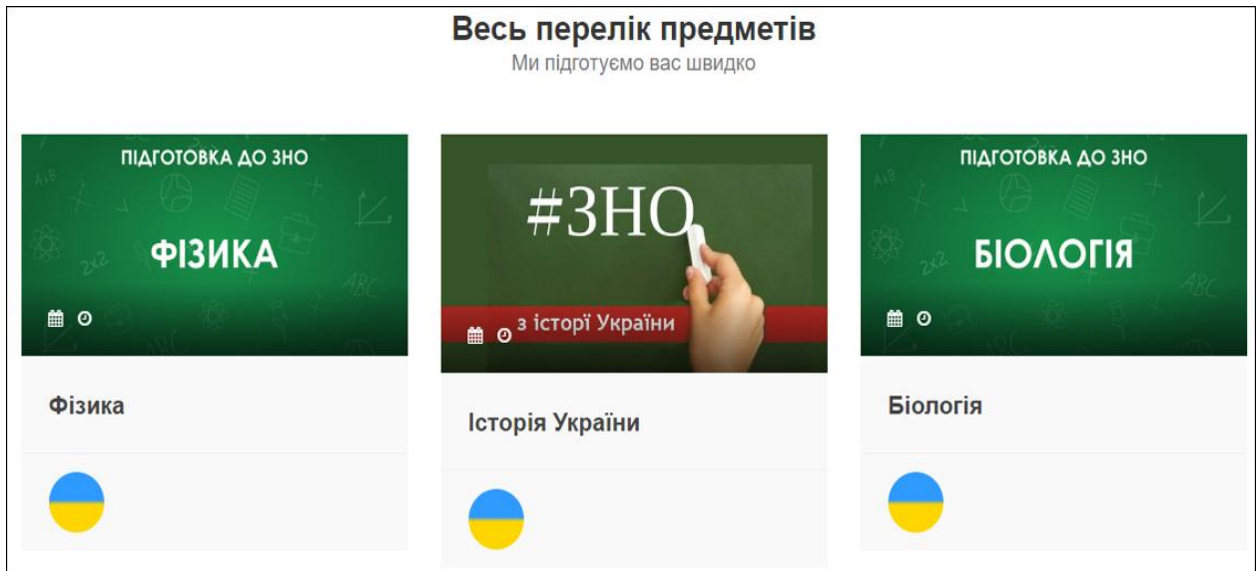 Весь перелік предметів
Ми підготуємо вас швидко
ПІДГОТОВКА ДО ЗНО
ФІЗИКА
Фізика
#ЗНО
з історї України
Історія України
ПІДГОТОВКА ДО ЗНО
БІОЛОГІЯ
Біологія